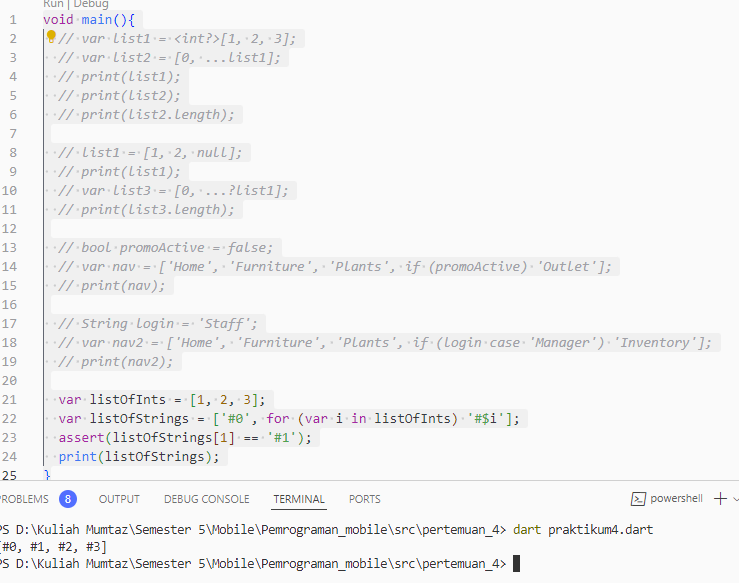 Run | Debug
1 void main(){
2 // var list1 = <int?>[1, 2, 3];
3 // var list2 = [0, ...list1];
4 // print(list1);
5 // print(list2);
6 // print(list2.length);
7
8 // list1 = [1, 2, null];
9 // print(list1);
10 // var list3 = [0, ...?list1];
11 // print(list3.length);
12
13 // bool promoActive = false;
14 // var nav = ['Home', 'Furniture', 'Plants', if (promoActive) 'Outlet'];
15 // print(nav);
16
17 // String login = 'Staff';
18 // var nav2 = ['Home', 'Furniture', 'Plants', if (login case 'Manager') 'Inventory'];
19 // print(nav2);
20
21 var listOfInts = [1, 2, 3];
22 var listOfStrings = ['#0', for (var i in listOfInts) '#$i'];
23 assert(listOfStrings[1] == '#1');
24 print(listOfStrings);
25 }
ROBLEMS 8 OUTPUT DEBUG CONSOLE TERMINAL PORTS powershell
PS D:\Kuliah Mumtaz\Semester 5\Mobile\Pemrograman_mobile\src\pertemuan_4> dart praktikum4.dart
[#0, #1, #2, #3]
PS D:\Kuliah Mumtaz\Semester 5\Mobile\Pemrograman_mobile\src\pertemuan_4>